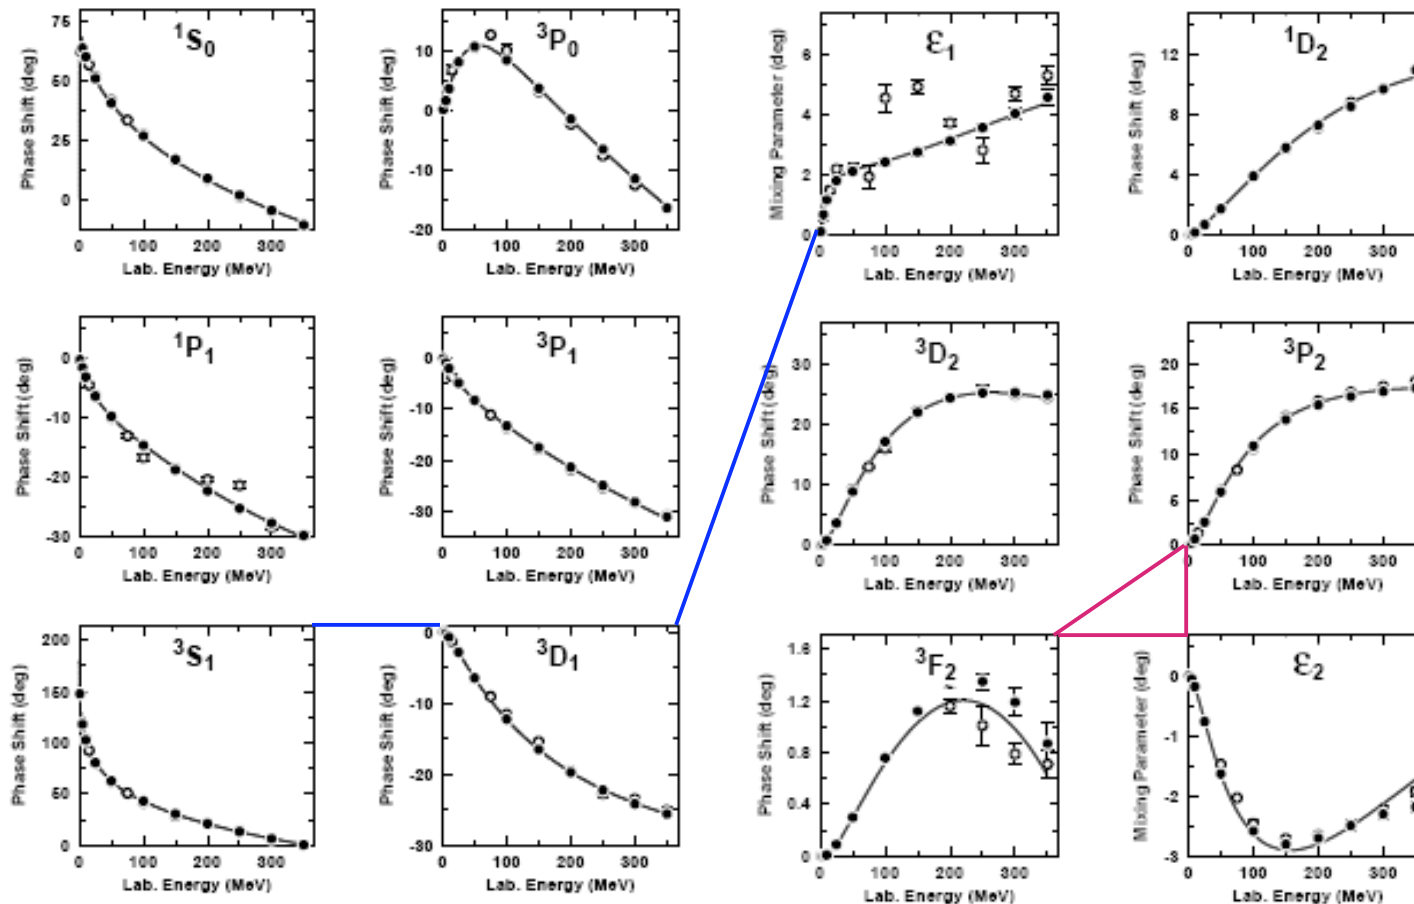 ¹S₀
75
50
25
0
Phase Shift (deg)
0 100 200 300
Lab. Energy (MeV)
³P₀
10
0
-10
-20
Phase Shift (deg)
0 100 200 300
Lab. Energy (MeV)
ε₁
6
4
2
0
Mixing Parameter (deg)
0 100 200 300
Lab. Energy (MeV)
¹D₂
12
8
4
0
Phase Shift (deg)
0 100 200 300
Lab. Energy (MeV)
¹P₁
0
-10
-20
-30
Phase Shift (deg)
0 100 200 300
Lab. Energy (MeV)
³P₁
0
-10
-20
-30
Phase Shift (deg)
0 100 200 300
Lab. Energy (MeV)
³D₂
30
20
10
0
Phase Shift (deg)
0 100 200 300
Lab. Energy (MeV)
³P₂
20
16
6
0
Phase Shift (deg)
0 100 200 300
Lab. Energy (MeV)
³S₁
200
150
100
50
0
Phase Shift (deg)
0 100 200 300
Lab. Energy (MeV)
³D₁
0
-10
-20
-30
Phase Shift (deg)
0 100 200 300
Lab. Energy (MeV)
³F₂
1.6
1.2
0.8
0.4
0
Phase Shift (deg)
0 100 200 300
Lab. Energy (MeV)
ε₂
0
-1
-2
-3
Mixing Parameter (deg)
0 100 200 300
Lab. Energy (MeV)